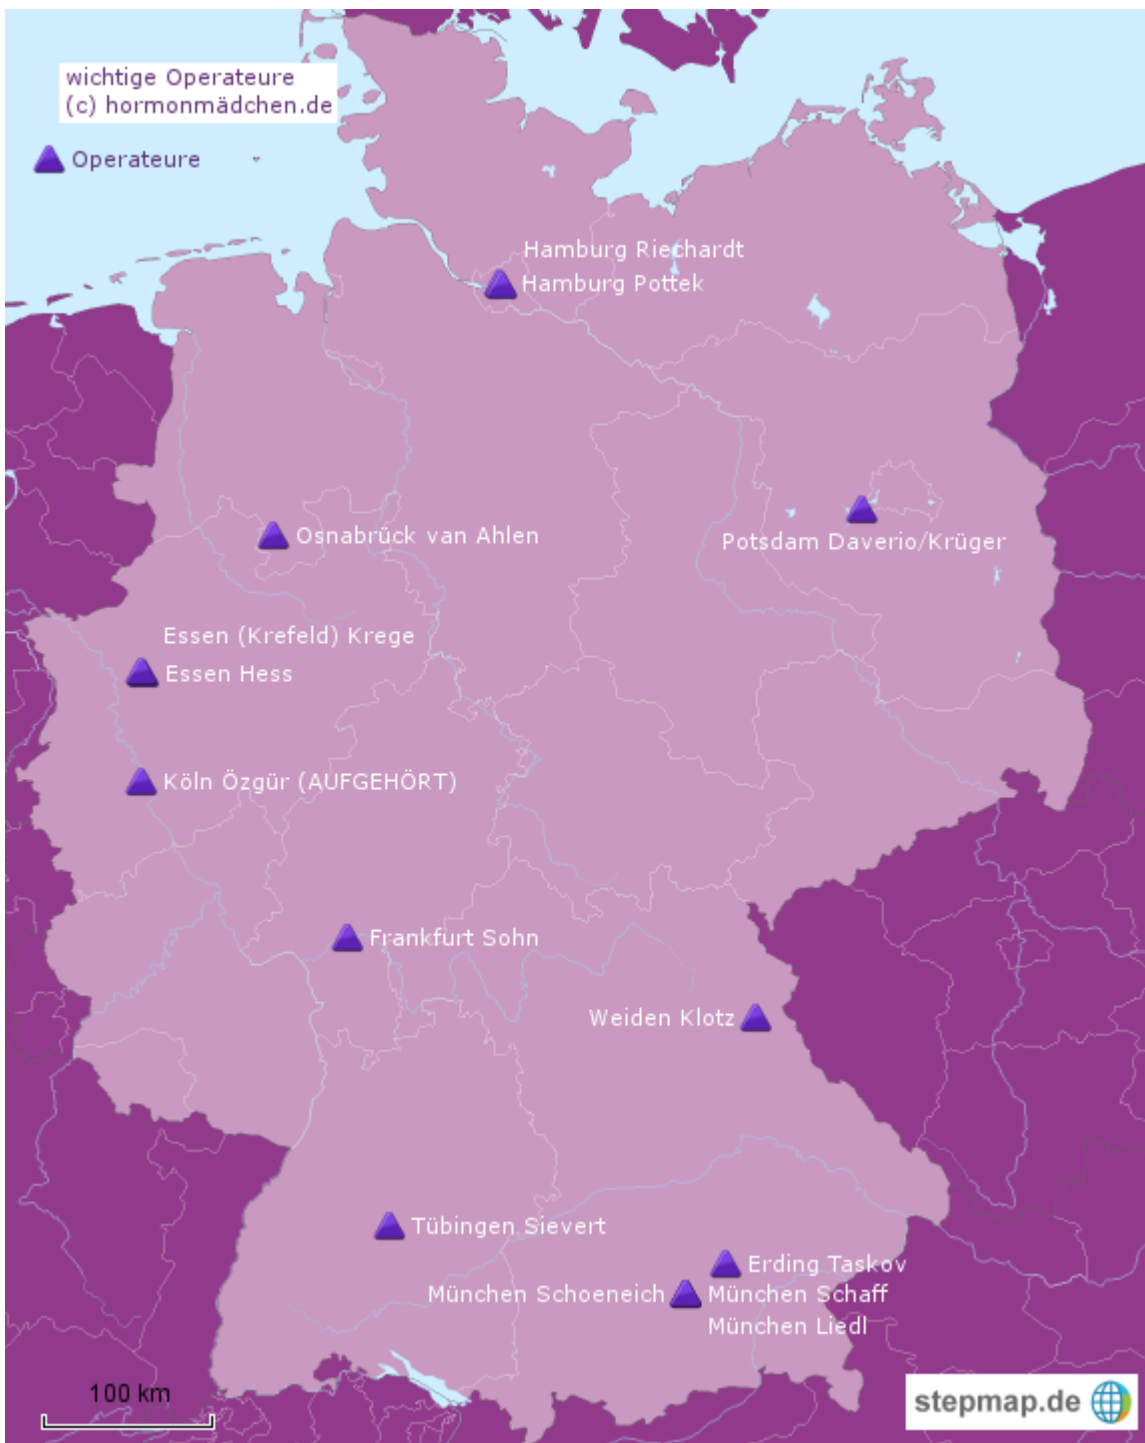 wichtige Operateure
(c) hormonmädchen.de
Operateure
Hamburg Riechardt
Hamburg Pottek
Osnabrück van Ahlen
Potsdam Daverio/Krüger
Essen (Krefeld) Krege
Essen Hess
Köln Özgür (AUFGEHÖRT)
Frankfurt Sohn
Weiden Klotz
Tübingen Sievert
Erding Taskov
München Schoeneich
München Schaff
München Liedl
100 km
stepmap.de